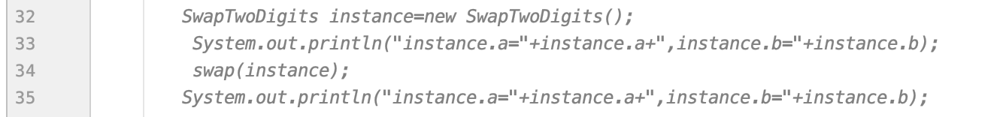 32 SwapTwoDigits instance=new SwapTwoDigits();
33 System.out.println("instance.a="+instance.a+",instance.b="+instance.b);
34 swap(instance);
35 System.out.println("instance.a="+instance.a+",instance.b="+instance.b);